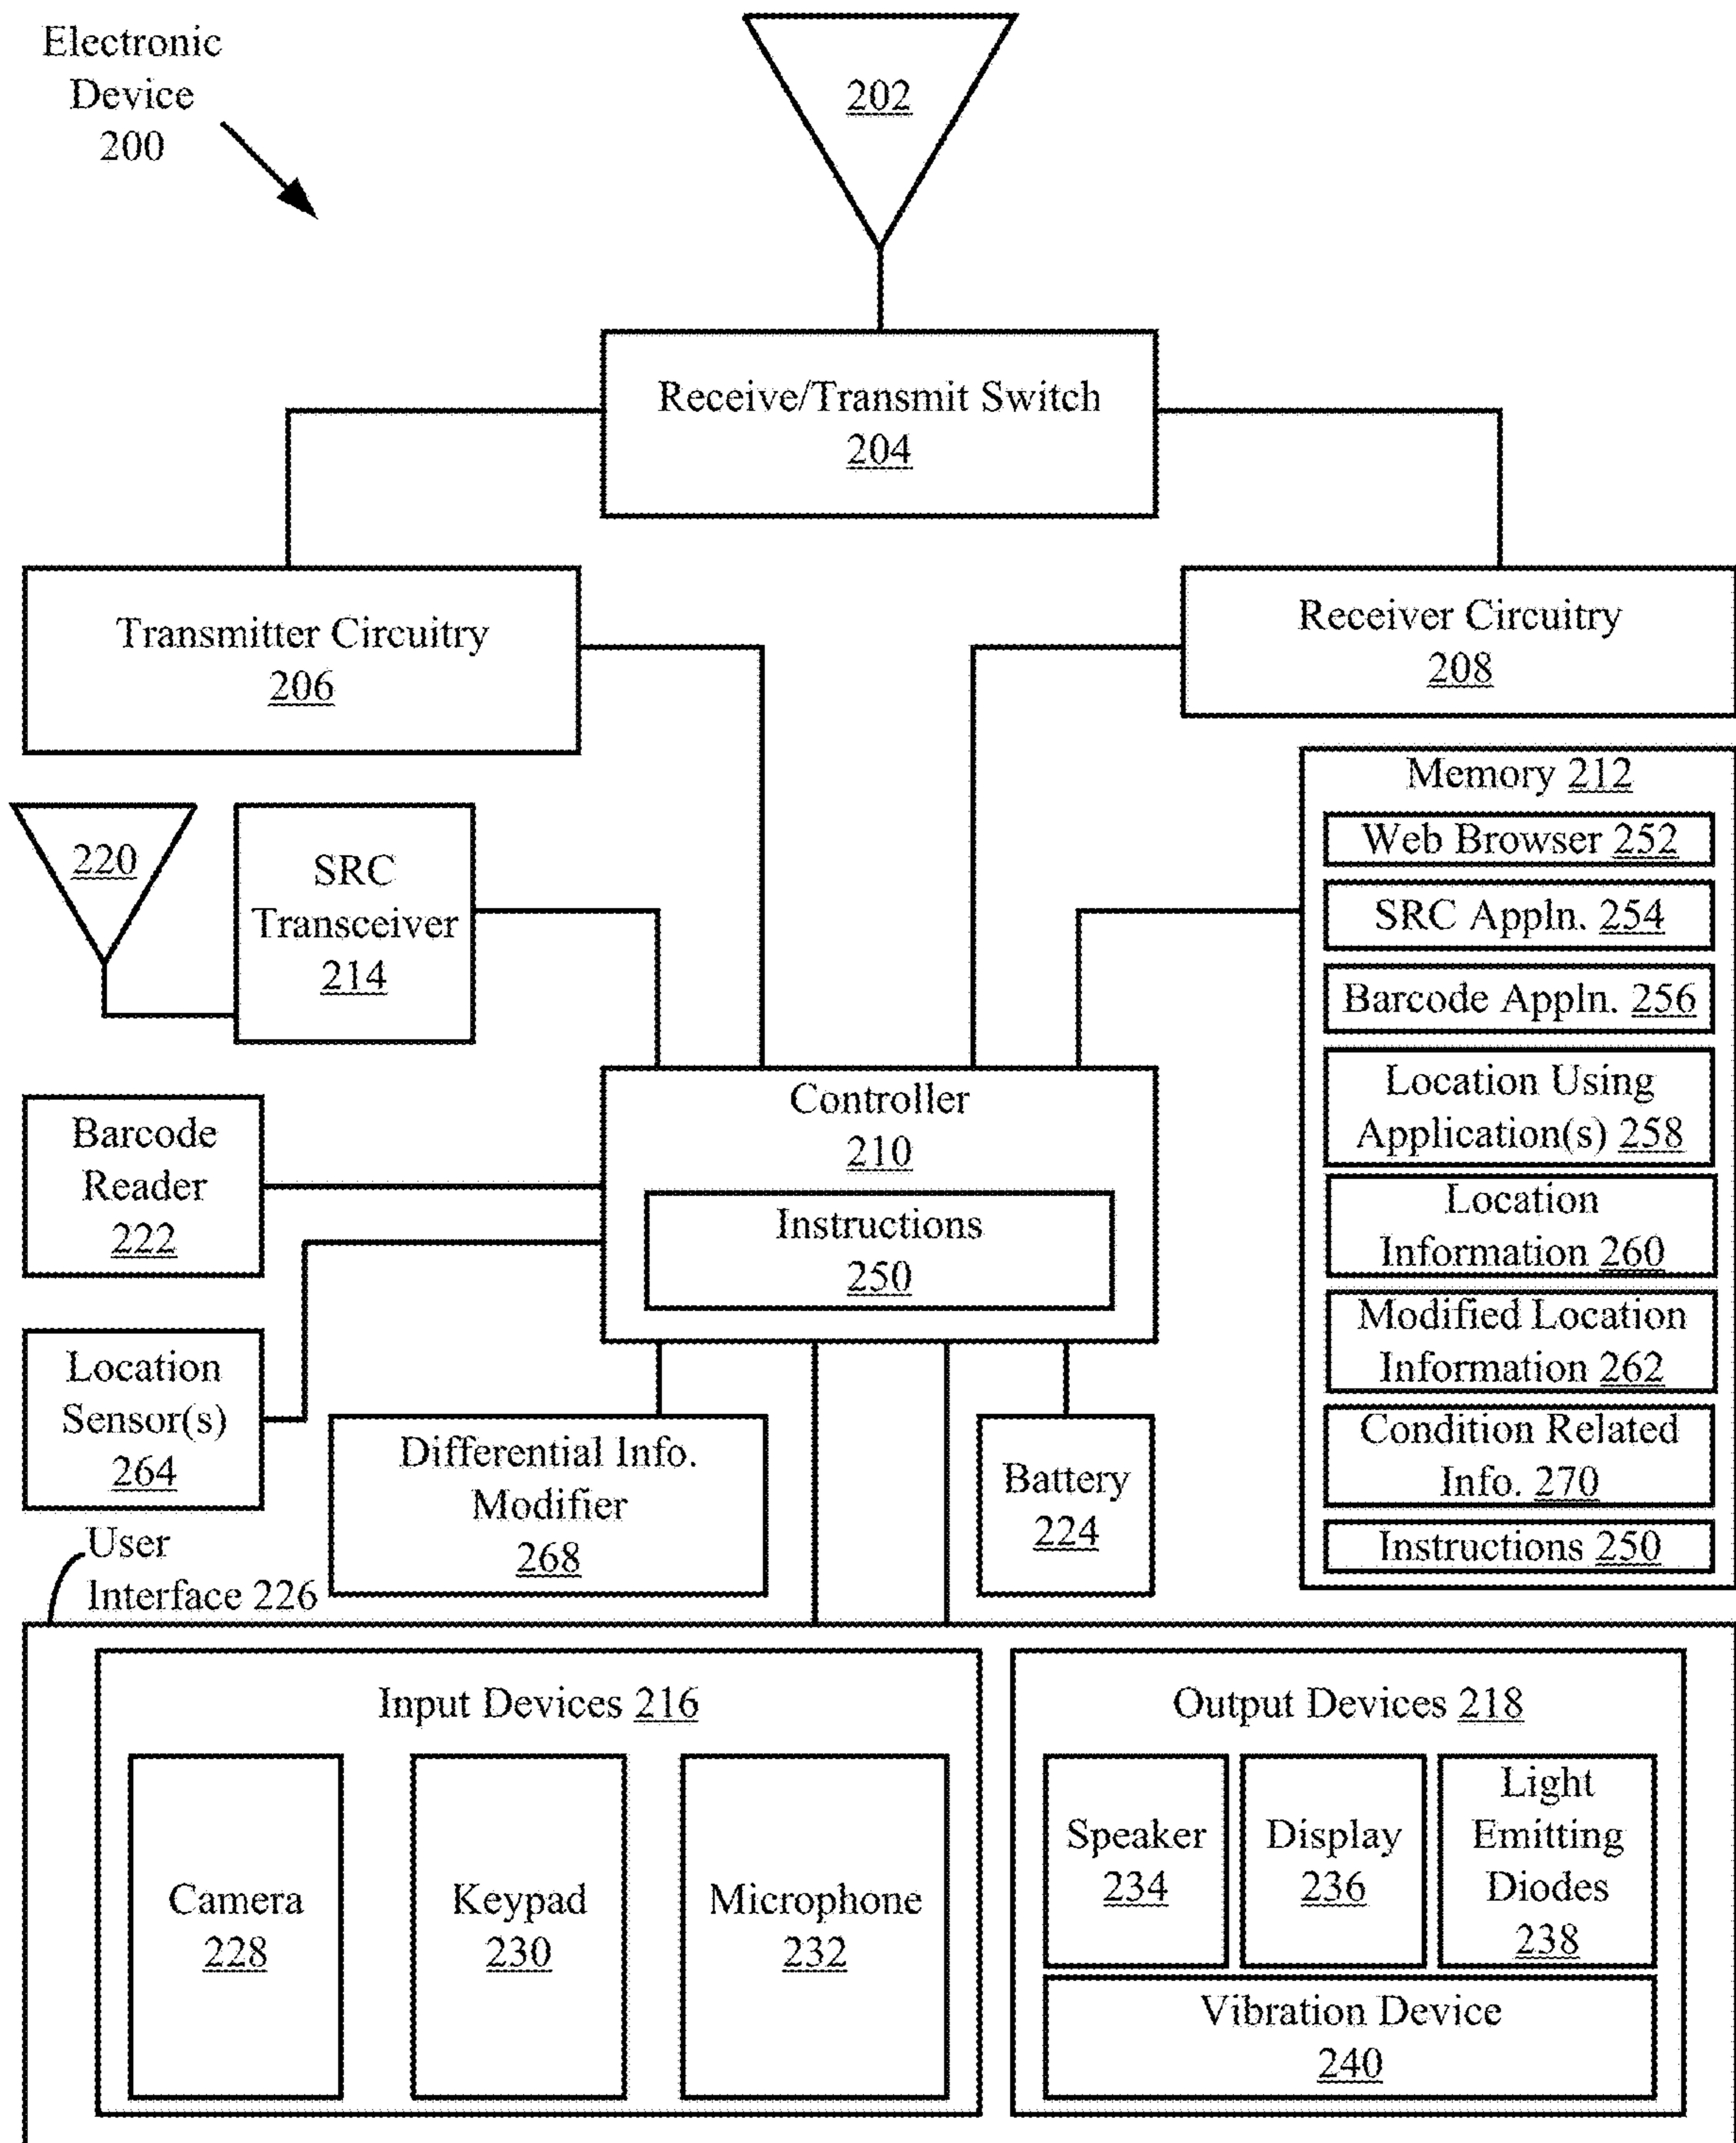 Electronic
Device
200
202
Receive/Transmit Switch
204
Transmitter Circuitry
206
Receiver Circuitry
208
220
SRC
Transceiver
214
Memory 212
Web Browser 252
SRC Appln. 254
Barcode Appln. 256
Location Using
Application(s) 258
Location
Information 260
Modified Location
Information 262
Condition Related
Info. 270
Instructions 250
Controller
210
Instructions
250
Barcode
Reader
222
Location
Sensor(s)
264
Differential Info.
Modifier
268
Battery
224
User
Interface 226
Input Devices 216
Camera
228
Keypad
230
Microphone
232
Output Devices 218
Speaker
234
Display
236
Light
Emitting
Diodes
238
Vibration Device
240